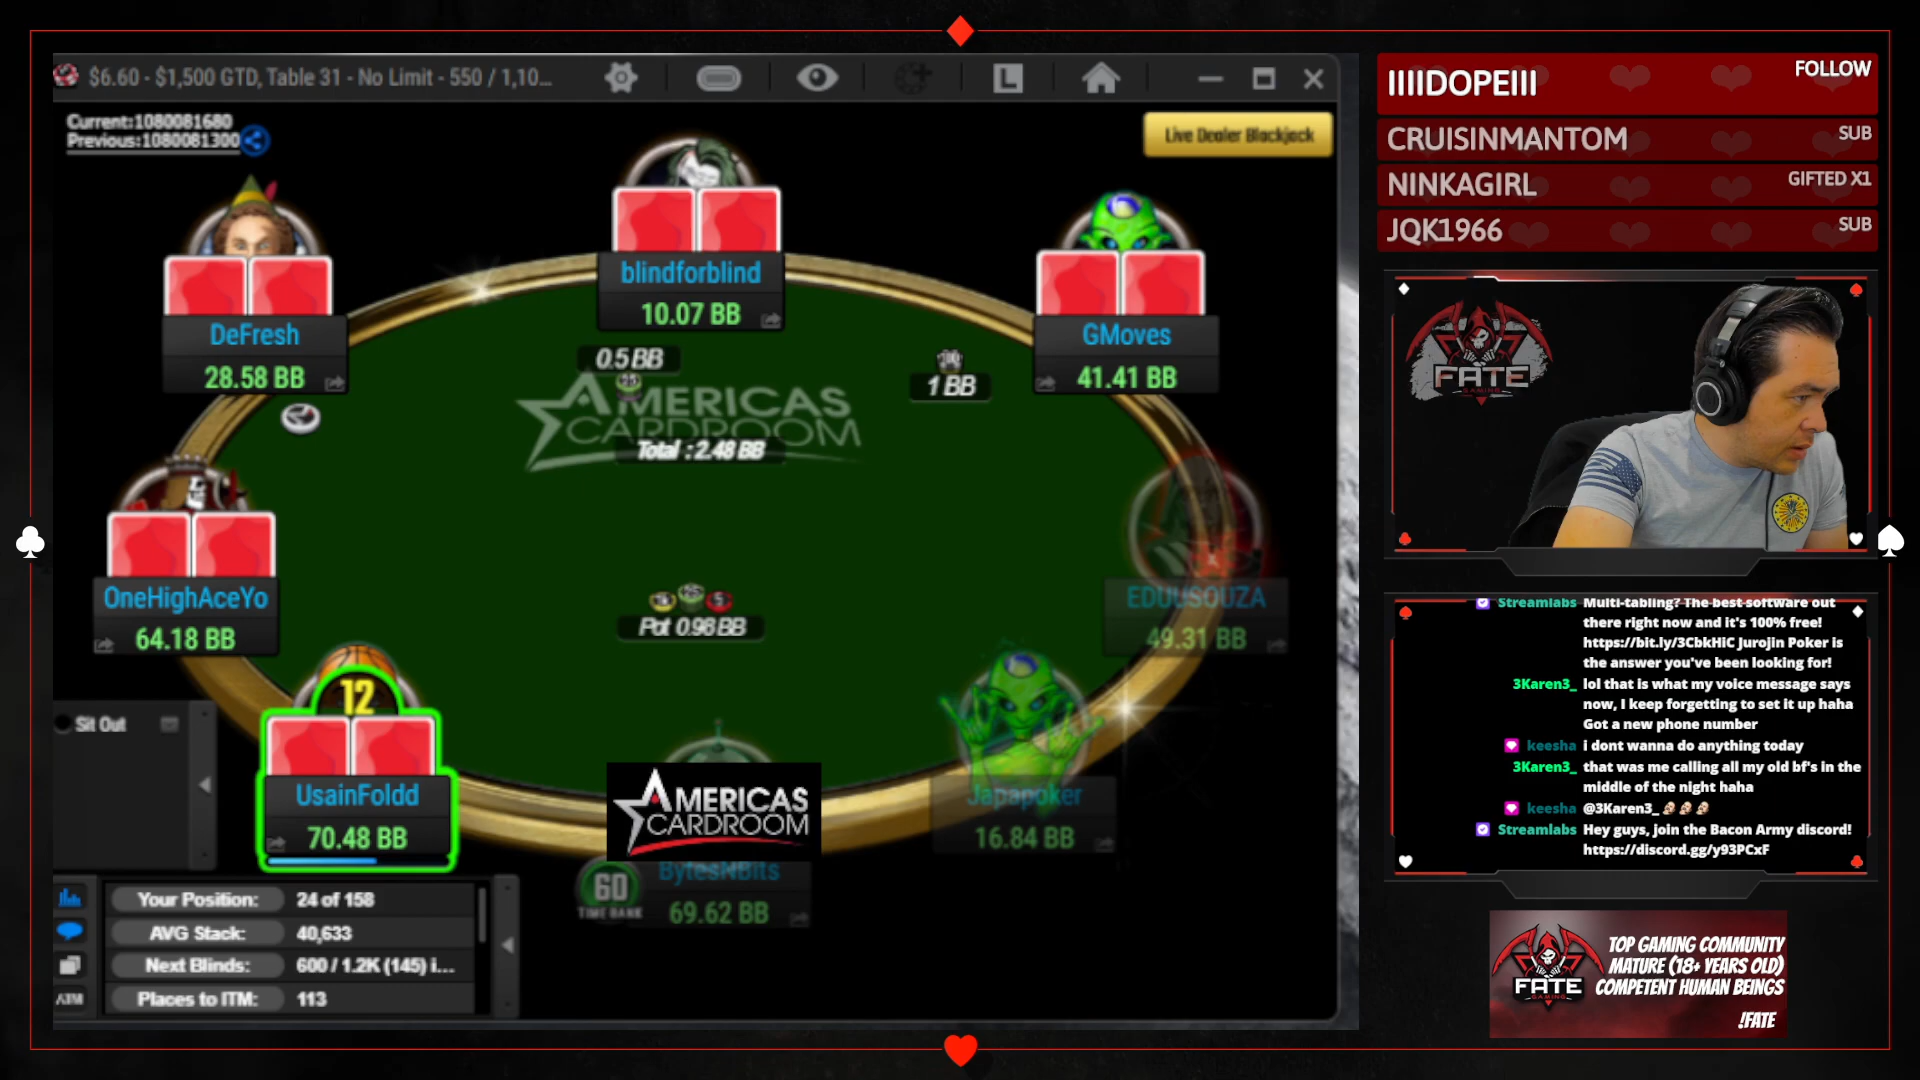 $6.60 - $1,500 GTD, Table 31 - No Limit - 550 / 1,10...
L
Current:1080081680
Previous:1080081300
Live Dealer Blackjack
blindforblind
10.07 BB
DeFresh
28.58 BB
GMoves
41.41 BB
0.5 BB
1 BB
AMERICAS
CARDROOM
Total : 2.48 BB
OneHighAceYo
64.18 BB
EDUUSOUZA
49.31 BB
Pot 0.98 BB
Sit Out
12
UsainFoldd
70.48 BB
AMERICAS
CARDROOM
Japapoker
16.84 BB
60
TIME BANK
BytesNBits
69.62 BB
Your Position: 24 of 158
AVG Stack: 40,633
Next Blinds: 600 / 1.2K (145) i...
Places to ITM: 113
IIIIDOPEIII FOLLOW
CRUISINMANTOM SUB
NINKAGIRL GIFTED X1
JQK1966 SUB
FATE
GAMING
Streamlabs Multi-tabling? The best software out
there right now and it's 100% free!
https://bit.ly/3CbkHiC Jurojin Poker is
the answer you've been looking for!
3Karen3_ lol that is what my voice message says
now, I keep forgetting to set it up haha
Got a new phone number
keesha i dont wanna do anything today
3Karen3_ that was me calling all my old bf's in the
middle of the night haha
keesha @3Karen3_
Streamlabs Hey guys, join the Bacon Army discord!
https://discord.gg/y93PCxF
FATE
GAMING
TOP GAMING COMMUNITY
MATURE (18+ YEARS OLD)
COMPETENT HUMAN BEINGS
!FATE